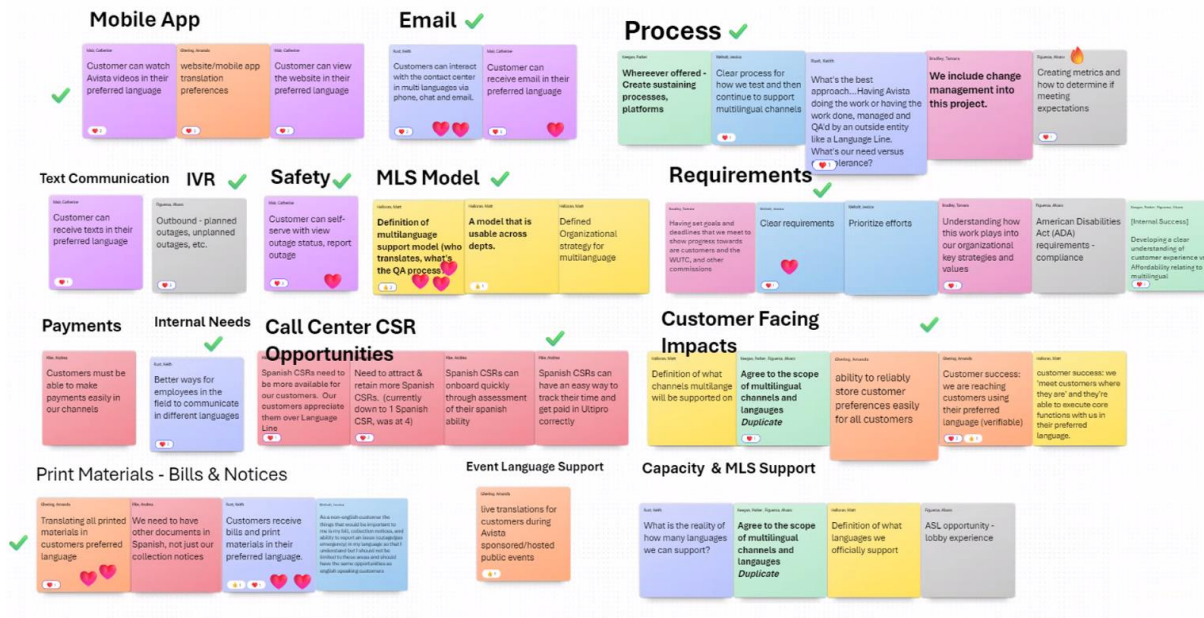 Mobile App
Customer can watch
Avista videos in their
preferred language
website/mobile app
translation
preferences
Customer can view
the website in their
preferred language
Email
Customers can interact
with the contact center
in multi languages via
phone, chat and email.
Customer can
receive email in their
preferred language
Process
Whereever offered -
Create sustaining
processes,
platforms
Clear process for
how we test and then
continue to support
multilingual channels
What's the best
approach...Having Avista
doing the work or having the
work done, managed and
QA'd by an outside entity
like a Language Line.
What's our need versus
tolerance?
We include change
management into
this project.
Creating metrics and
how to determine if
meeting
expectations
Text Communication
Customer can
receive texts in their
preferred language
IVR
Outbound - planned
outages, unplanned
outages, etc.
Safety
Customer can self-
serve with view
outage status, report
outage
MLS Model
Definition of
multilanguage
support model (who
translates, what's
the QA process
A model that is
usable across
depts.
Defined
Organizational
strategy for
multilanguage
Requirements
Having set goals and
deadlines that we meet to
show progress towards
are customers and the
WUTC, and other
commissions
Clear requirements
Prioritize efforts
Understanding how
this work plays into
our organizational
key strategies and
values
American Disabilities
Act (ADA)
requirements -
compliance
[Internal Success]
Developing a clear
understanding of
customer experience vs
Affordability relating to
multilingual
Payments
Customers must be
able to make
payments easily in
our channels
Internal Needs
Better ways for
employees in the
field to communicate
in different languages
Call Center CSR
Opportunities
Spanish CSRs need to
be more available for
our customers. Our
customers appreciate
them over Language
Line
Need to attract &
retain more Spanish
CSRs. (currently
down to 1 Spanish
CSR, was at 4)
Spanish CSRs can
onboard quickly
through assessment
of their spanish
ability
Spanish CSRs can
have an easy way to
track their time and
get paid in Ultipro
correctly
Customer Facing
Impacts
Definition of what
channels multilange
will be supported on
Agree to the scope
of multilingual
channels and
langauges
Duplicate
ability to reliably
store customer
preferences easily
for all customers
Customer success:
we are reaching
customers using
their preferred
language (verifiable)
customer success: we
'meet customers where
they are' and they're
able to execute core
functions with us in
their preferred
language.
Print Materials - Bills & Notices
Translating all printed
materials in
customers preferred
language
We need to have
other documents in
Spanish, not just our
collection notices
Customers receive
bills and print
materials in their
preferred language.
Event Language Support
live translations for
customers during
Avista
sponsored/hosted
public events
Capacity & MLS Support
What is the reality of
how many languages
we can support?
Agree to the scope
of multilingual
channels and
langauges
Duplicate
Definition of what
languages we
officially support
ASL opportunity -
lobby experience